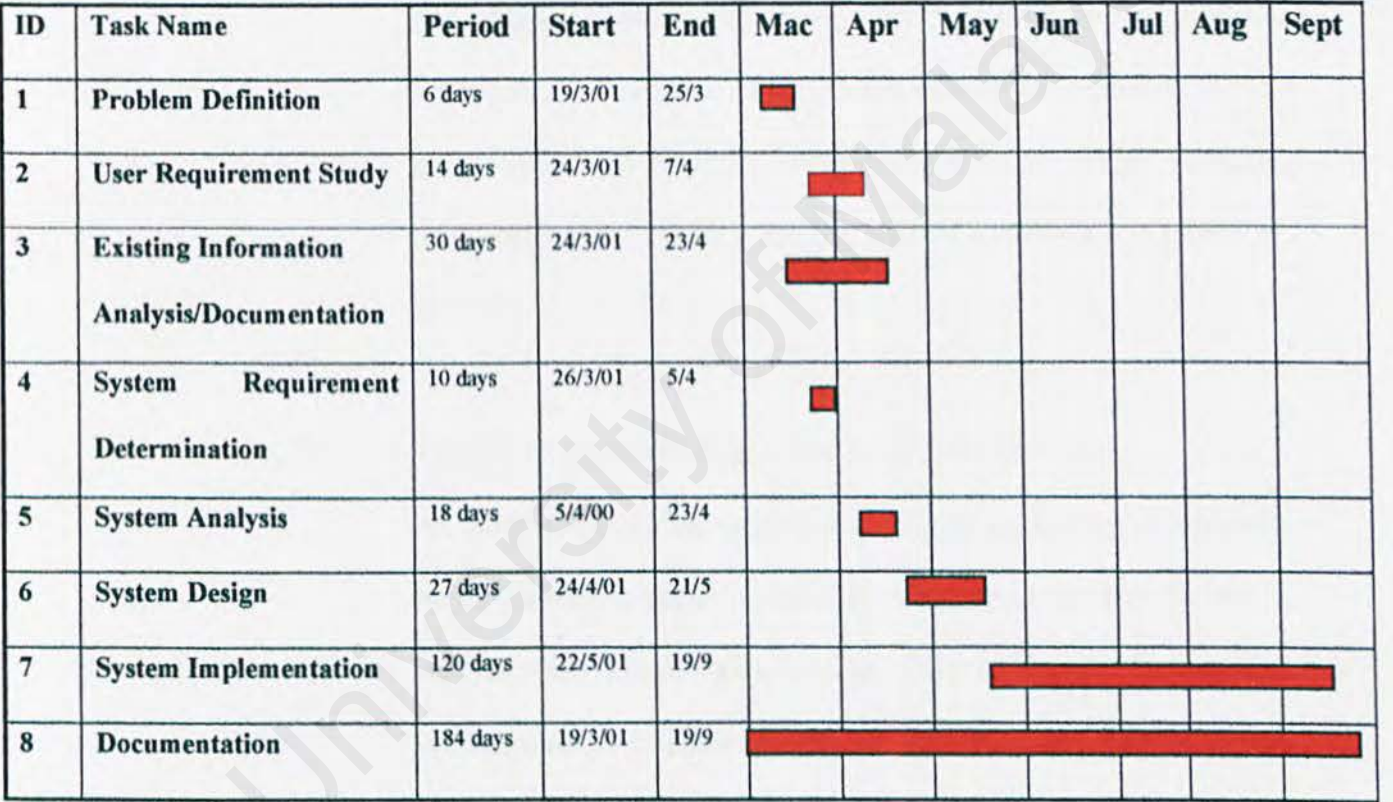 ID Task Name Period Start End Mac Apr May Jun Jul Aug Sept
1 Problem Definition 6 days 19/3/01 25/3
2 User Requirement Study 14 days 24/3/01 7/4
3 Existing Information 30 days 24/3/01 23/4
Analysis/Documentation
4 System Requirement 10 days 26/3/01 5/4
Determination
5 System Analysis 18 days 5/4/00 23/4
6 System Design 27 days 24/4/01 21/5
7 System Implementation 120 days 22/5/01 19/9
8 Documentation 184 days 19/3/01 19/9
University of Malay